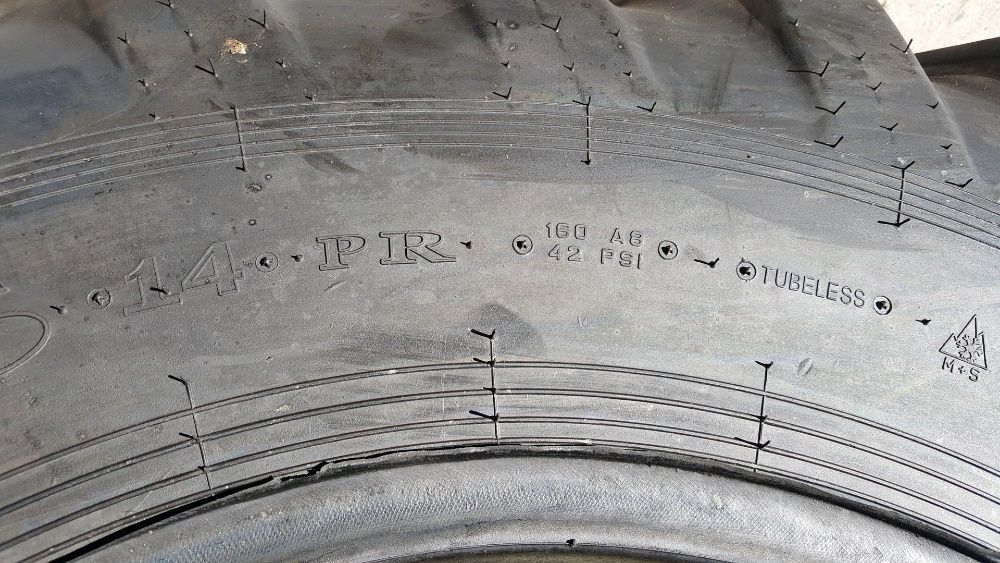 14 PR
160 A8
42 PSI
TUBELESS
M+S